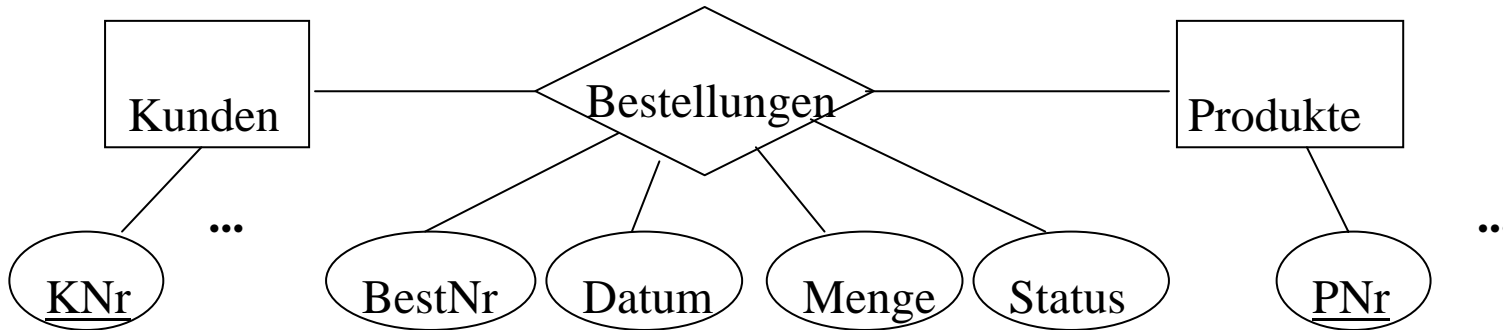 Kunden
Bestellungen
Produkte
...
..
KNr
BestNr
Datum
Menge
Status
PNr